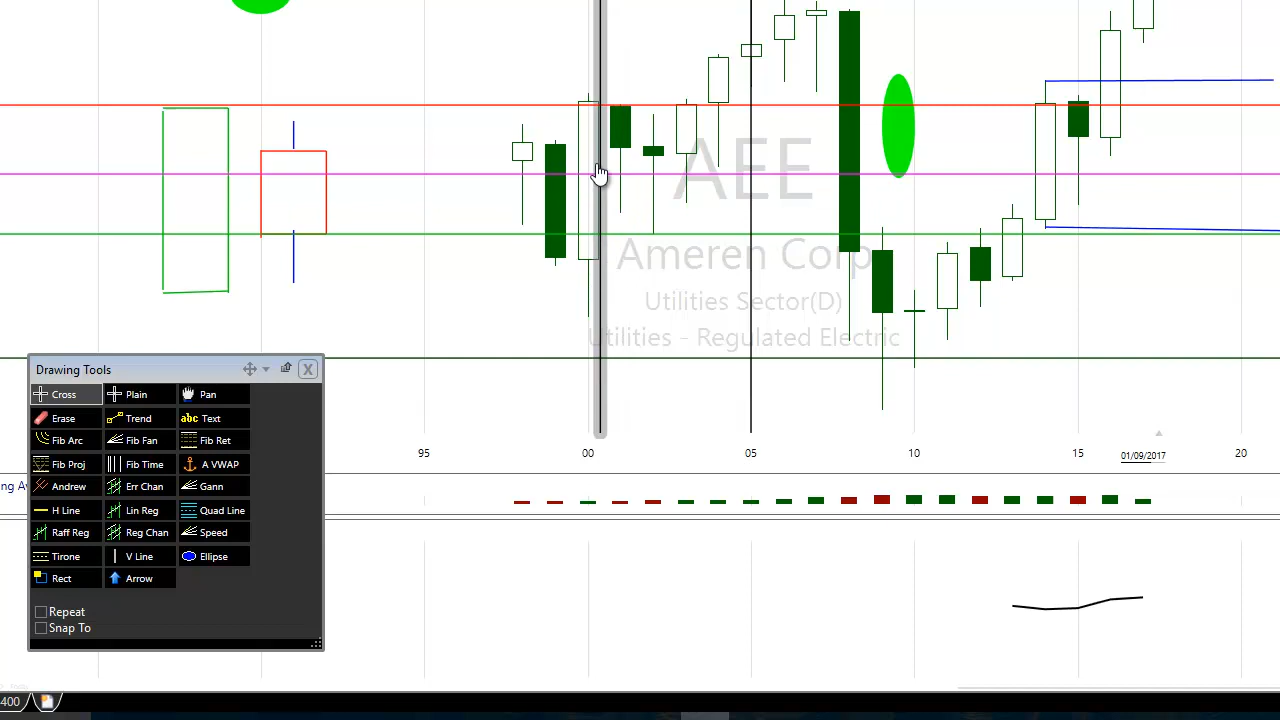 AEE
Ameren Corp
Utilities Sector(D)
Utilities - Regulated Electric
Drawing Tools
X
Cross Plain Pan
Erase Trend abc Text
Fib Arc Fib Fan Fib Ret
Fib Proj Fib Time A VWAP
Andrew Err Chan Gann
H Line Lin Reg Quad Line
Raff Reg Reg Chan Speed
Tirone V Line Ellipse
Rect Arrow
Repeat
Snap To
95 00 05 10 15 01/09/2017 20
ng Av
400